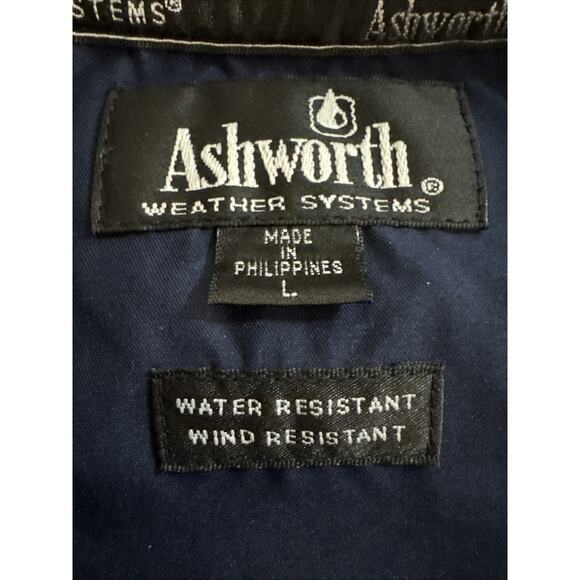 STEMS®
Ashworth
Ashworth®
WEATHER SYSTEMS
MADE
IN
PHILIPPINES
L
WATER RESISTANT
WIND RESISTANT